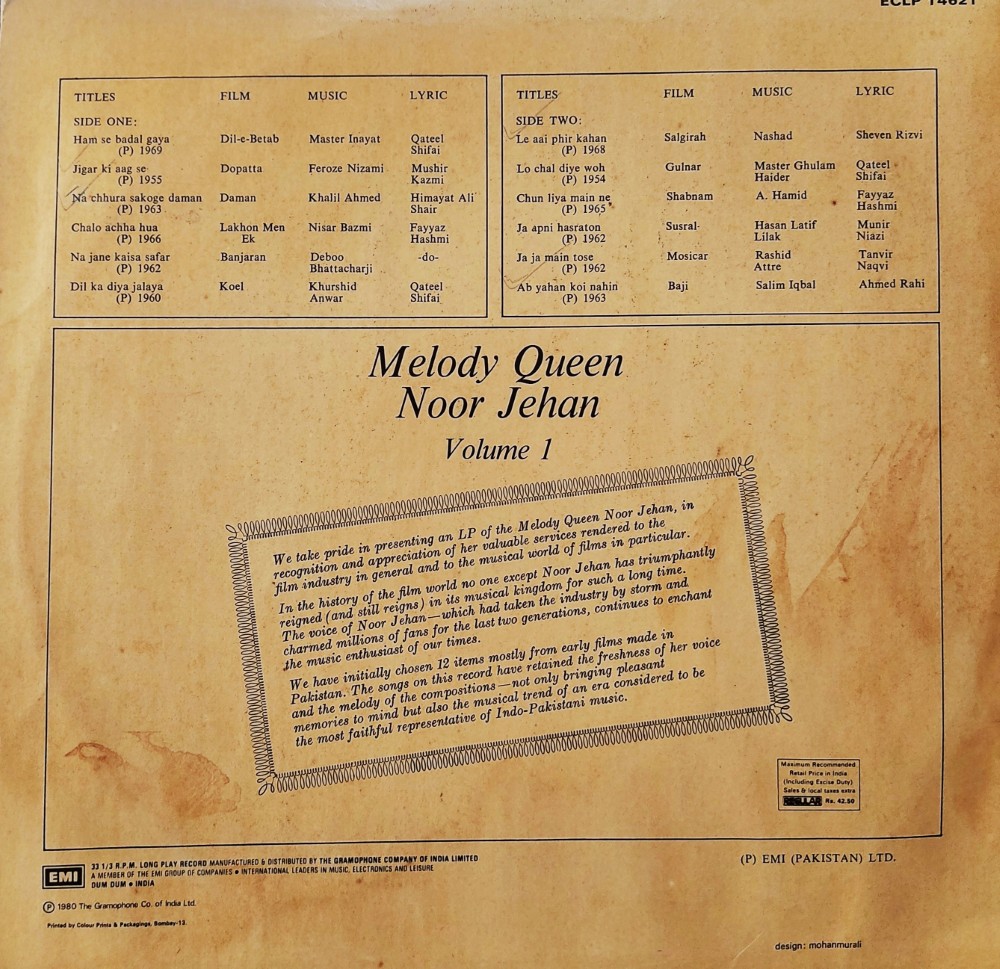 ECLP 14621
TITLES FILM MUSIC LYRIC
SIDE ONE:
Ham se badal gaya Dil-e-Betab Master Inayat Qateel
(P) 1969 Shifai
Jigar ki aag se Dopatta Feroze Nizami Mushir
(P) 1955 Kazmi
Na chhura sakoge daman Daman Khalil Ahmed Himayat Ali
(P) 1963 Shair
Chalo achha hua Lakhon Men Nisar Bazmi Fayyaz
(P) 1966 Ek Hashmi
Na jane kaisa safar Banjaran Deboo -do-
(P) 1962 Bhattacharji
Dil ka diya jalaya Koel Khurshid Qateel
(P) 1960 Anwar Shifai
TITLES FILM MUSIC LYRIC
SIDE TWO:
Le aai phir kahan Salgirah Nashad Sheven Rizvi
(P) 1968
Lo chal diye woh Gulnar Master Ghulam Qateel
(P) 1954 Haider Shifai
Chun liya main ne Shabnam A. Hamid Fayyaz
(P) 1965 Hashmi
Ja apni hasraton Susral Hasan Latif Munir
(P) 1962 Lilak Niazi
Ja ja main tose Mosicar Rashid Tanvir
(P) 1962 Attre Naqvi
Ab yahan koi nahin Baji Salim Iqbal Ahmed Rahi
(P) 1963
Melody Queen
Noor Jehan
Volume 1
We take pride in presenting an LP of the Melody Queen Noor Jehan, in
recognition and appreciation of her valuable services rendered to the
film industry in general and to the musical world of films in particular.
In the history of the film world no one except Noor Jehan has triumphantly
reigned (and still reigns) in its musical kingdom for such a long time.
The voice of Noor Jehan—which had taken the industry by storm and
charmed millions of fans for the last two generations, continues to enchant
the music enthusiast of our times.
We have initially chosen 12 items mostly from early films made in
Pakistan. The songs on this record have retained the freshness of her voice
and the melody of the compositions—not only bringing pleasant
memories to mind but also the musical trend of an era considered to be
the most faithful representative of Indo-Pakistani music.
Maximum Recommended
Retail Price in India
(Including Excise Duty)
Sales & local taxes extra
REGULAR Rs. 42.50
EMI
33 1/3 R.P.M. LONG PLAY RECORD MANUFACTURED & DISTRIBUTED BY THE GRAMOPHONE COMPANY OF INDIA LIMITED
A MEMBER OF THE EMI GROUP OF COMPANIES • INTERNATIONAL LEADERS IN MUSIC, ELECTRONICS AND LEISURE
DUM DUM • INDIA
(P) EMI (PAKISTAN) LTD.
Ⓟ 1980 The Gramophone Co. of India Ltd.
Printed by Colour Prints & Packagings, Bombay-13.
design: mohanmurali